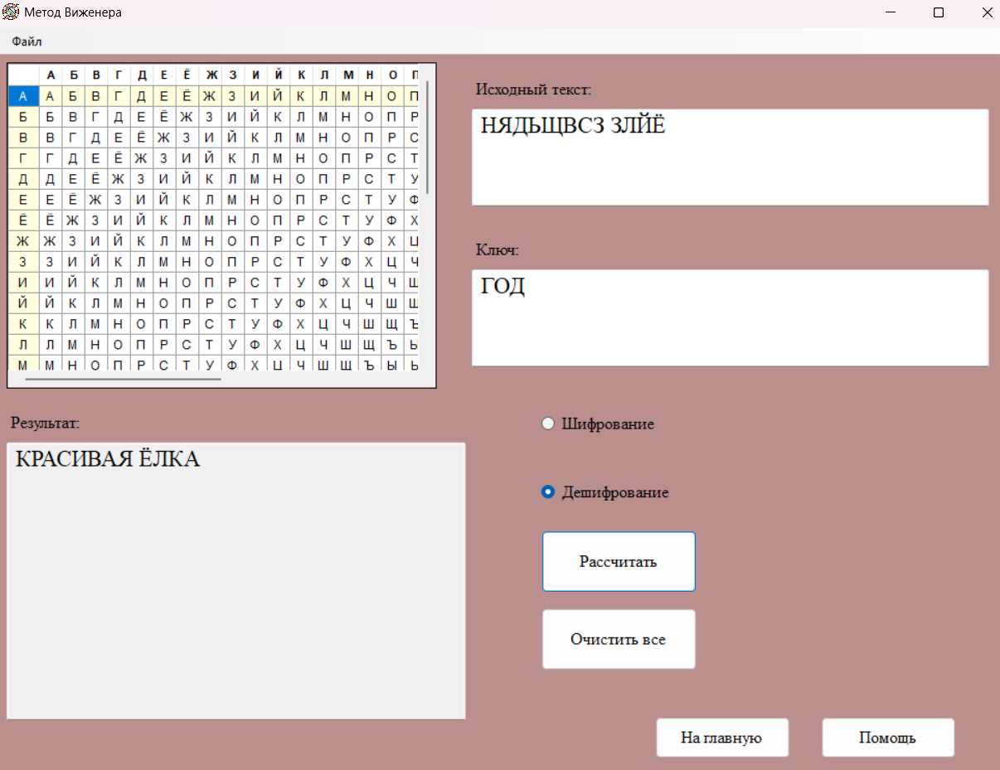 Метод Виженера
Файл
А Б В Г Д Е Ё Ж З И Й К Л М Н О П
А А Б В Г Д Е Ё Ж З И Й К Л М Н О П
Б Б В Г Д Е Ё Ж З И Й К Л М Н О П Р
В В Г Д Е Ё Ж З И Й К Л М Н О П Р С
Г Г Д Е Ё Ж З И Й К Л М Н О П Р С Т
Д Д Е Ё Ж З И Й К Л М Н О П Р С Т У
Е Е Ё Ж З И Й К Л М Н О П Р С Т У Ф
Ё Ё Ж З И Й К Л М Н О П Р С Т У Ф Х
Ж Ж З И Й К Л М Н О П Р С Т У Ф Х Ц
З З И Й К Л М Н О П Р С Т У Ф Х Ц Ч
И И Й К Л М Н О П Р С Т У Ф Х Ц Ч Ш
Й Й К Л М Н О П Р С Т У Ф Х Ц Ч Ш Щ
К К Л М Н О П Р С Т У Ф Х Ц Ч Ш Щ Ъ
Л Л М Н О П Р С Т У Ф Х Ц Ч Ш Щ Ъ Ы
М М Н О П Р С Т У Ф Х Ц Ч Ш Щ Ъ Ы Ь
Исходный текст:
НЯДЬЩВСЗ ЗЛЙЁ
Ключ:
ГОД
Результат:
КРАСИВАЯ ЁЛКА
Шифрование
Дешифрование
Рассчитать
Очистить все
На главную
Помощь